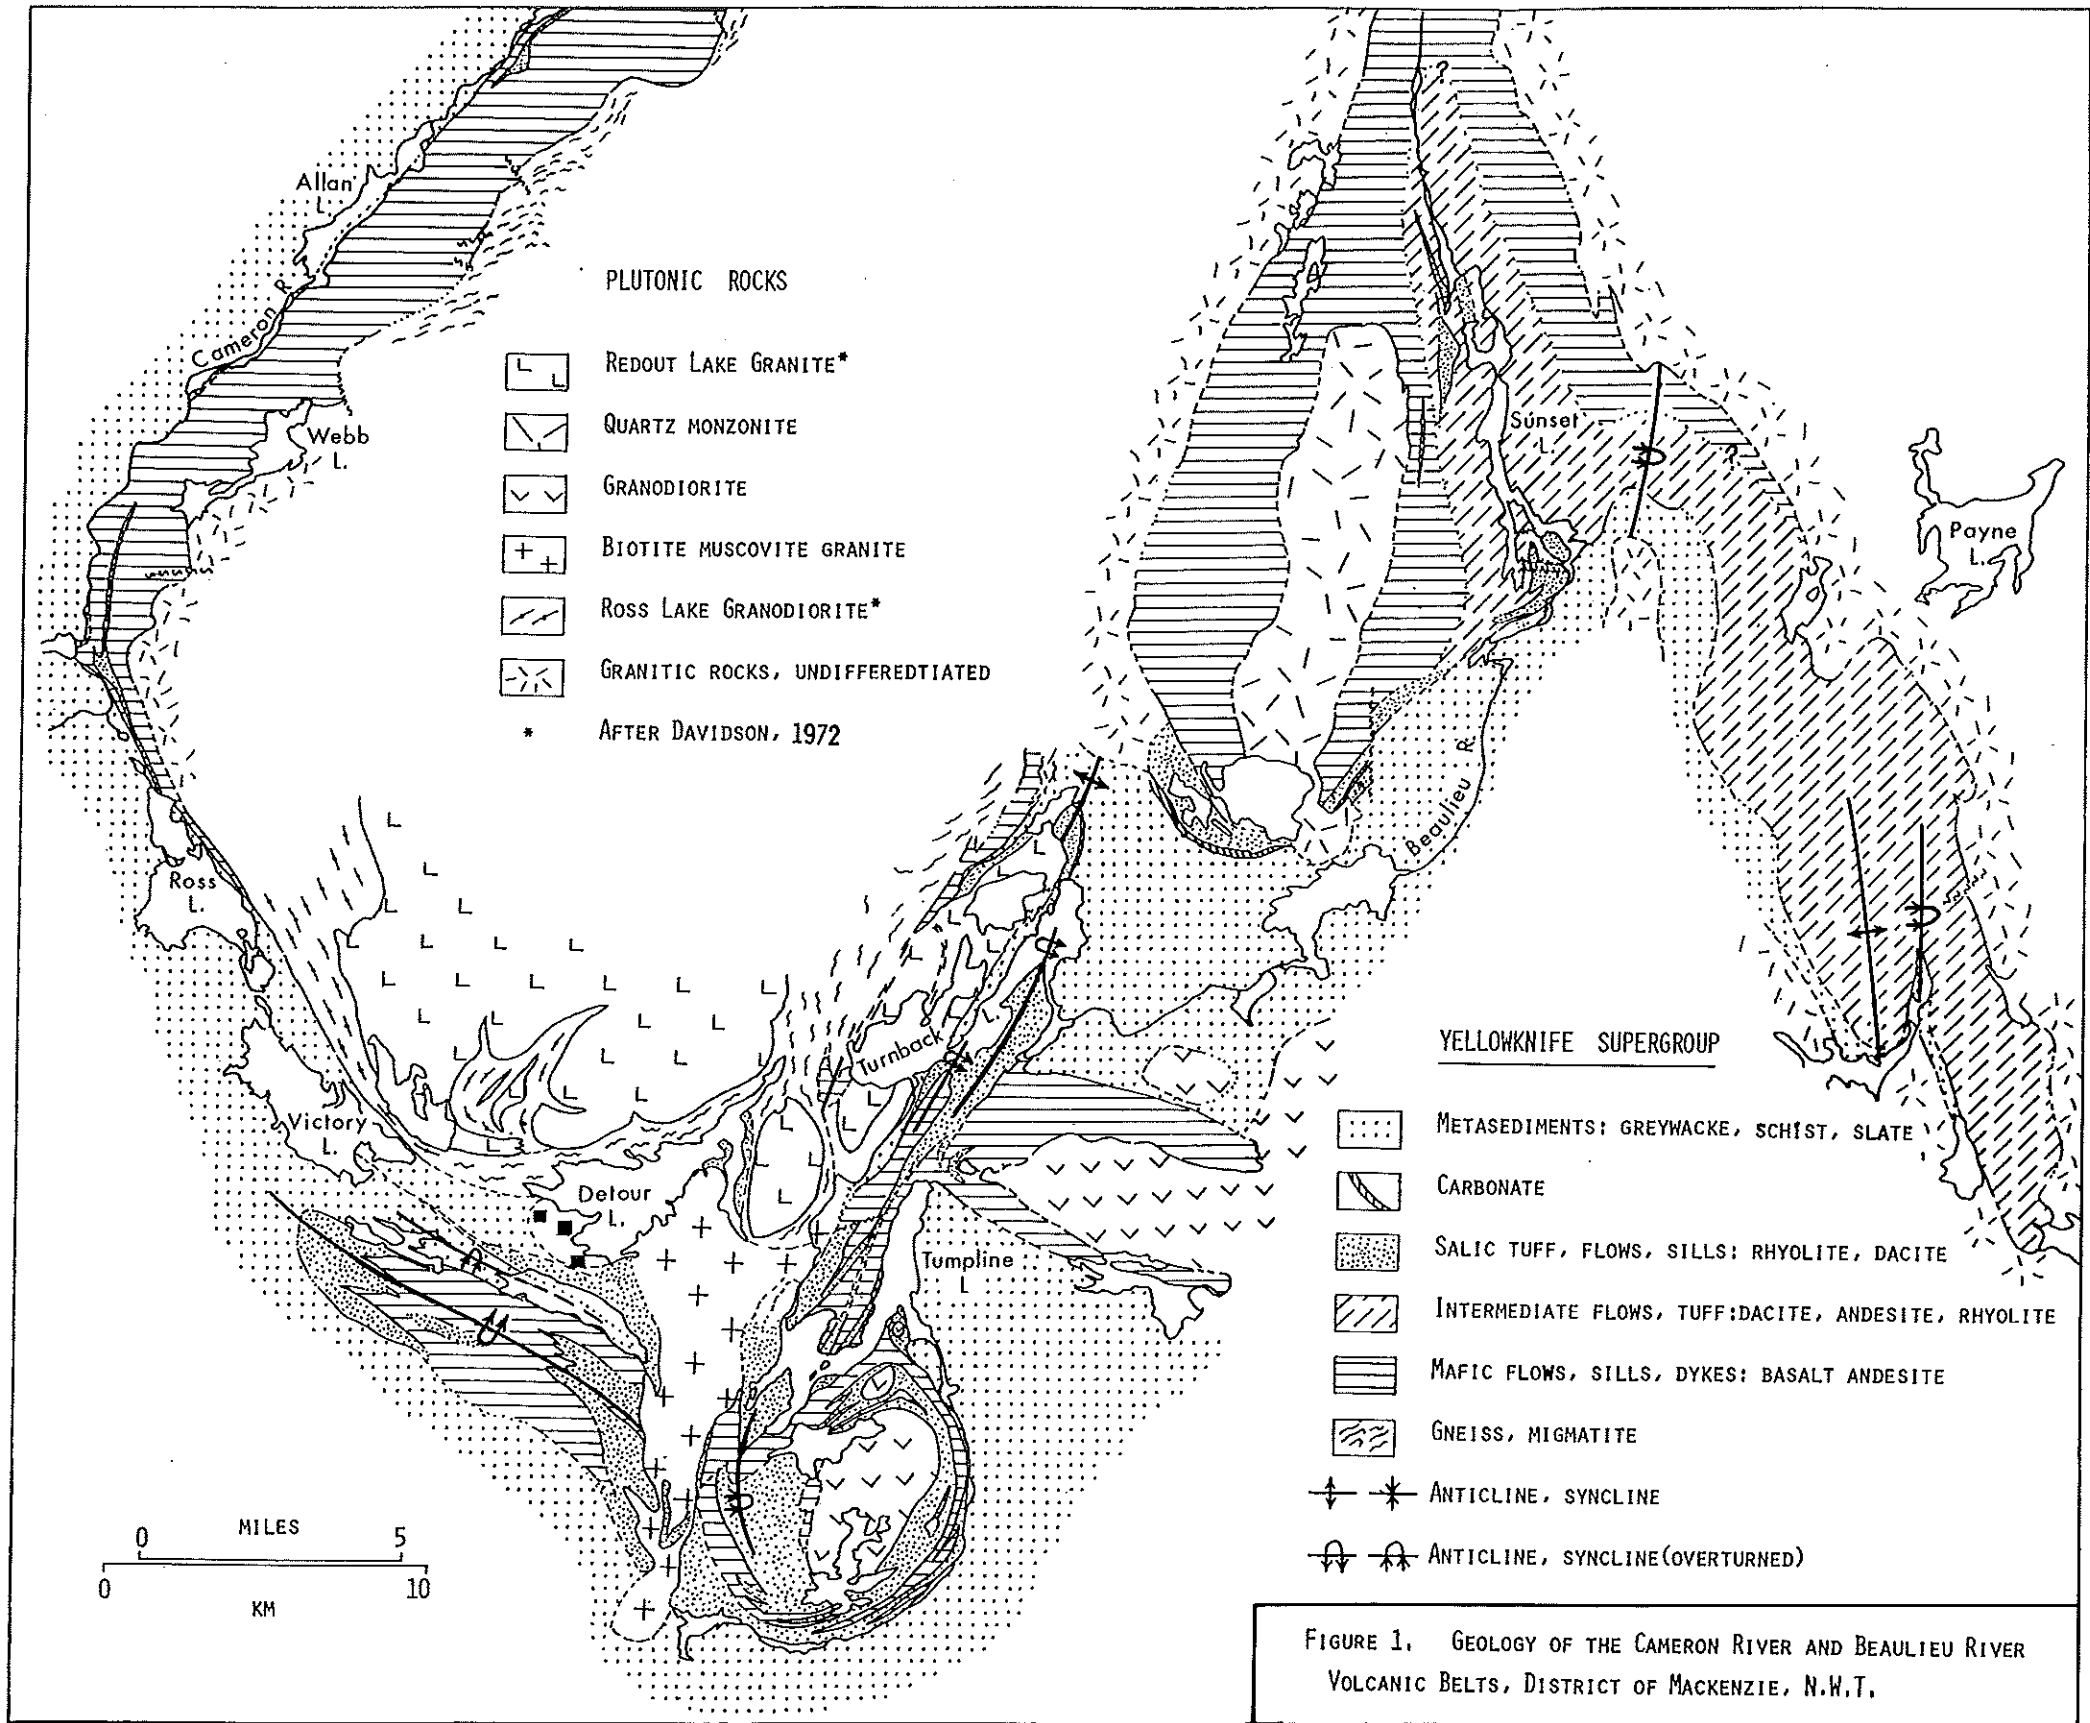 Allan
L.
Cameron R.
Webb
L.
Ross
L.
Victory
L.
PLUTONIC ROCKS
REDOUT LAKE GRANITE*
QUARTZ MONZONITE
GRANODIORITE
BIOTITE MUSCOVITE GRANITE
ROSS LAKE GRANODIORITE*
GRANITIC ROCKS, UNDIFFEREDTIATED
* AFTER DAVIDSON, 1972
?
Sunset
L.
?
Payne
L.
Beaulieu R.
Turnback
Detour
L.
Tumpline
L
YELLOWKNIFE SUPERGROUP
METASEDIMENTS: GREYWACKE, SCHIST, SLATE
CARBONATE
SALIC TUFF, FLOWS, SILLS: RHYOLITE, DACITE
INTERMEDIATE FLOWS, TUFF:DACITE, ANDESITE, RHYOLITE
MAFIC FLOWS, SILLS, DYKES: BASALT ANDESITE
GNEISS, MIGMATITE
ANTICLINE, SYNCLINE
ANTICLINE, SYNCLINE(OVERTURNED)
0 MILES 5
0 10
KM
FIGURE 1. GEOLOGY OF THE CAMERON RIVER AND BEAULIEU RIVER
VOLCANIC BELTS, DISTRICT OF MACKENZIE, N.W.T.